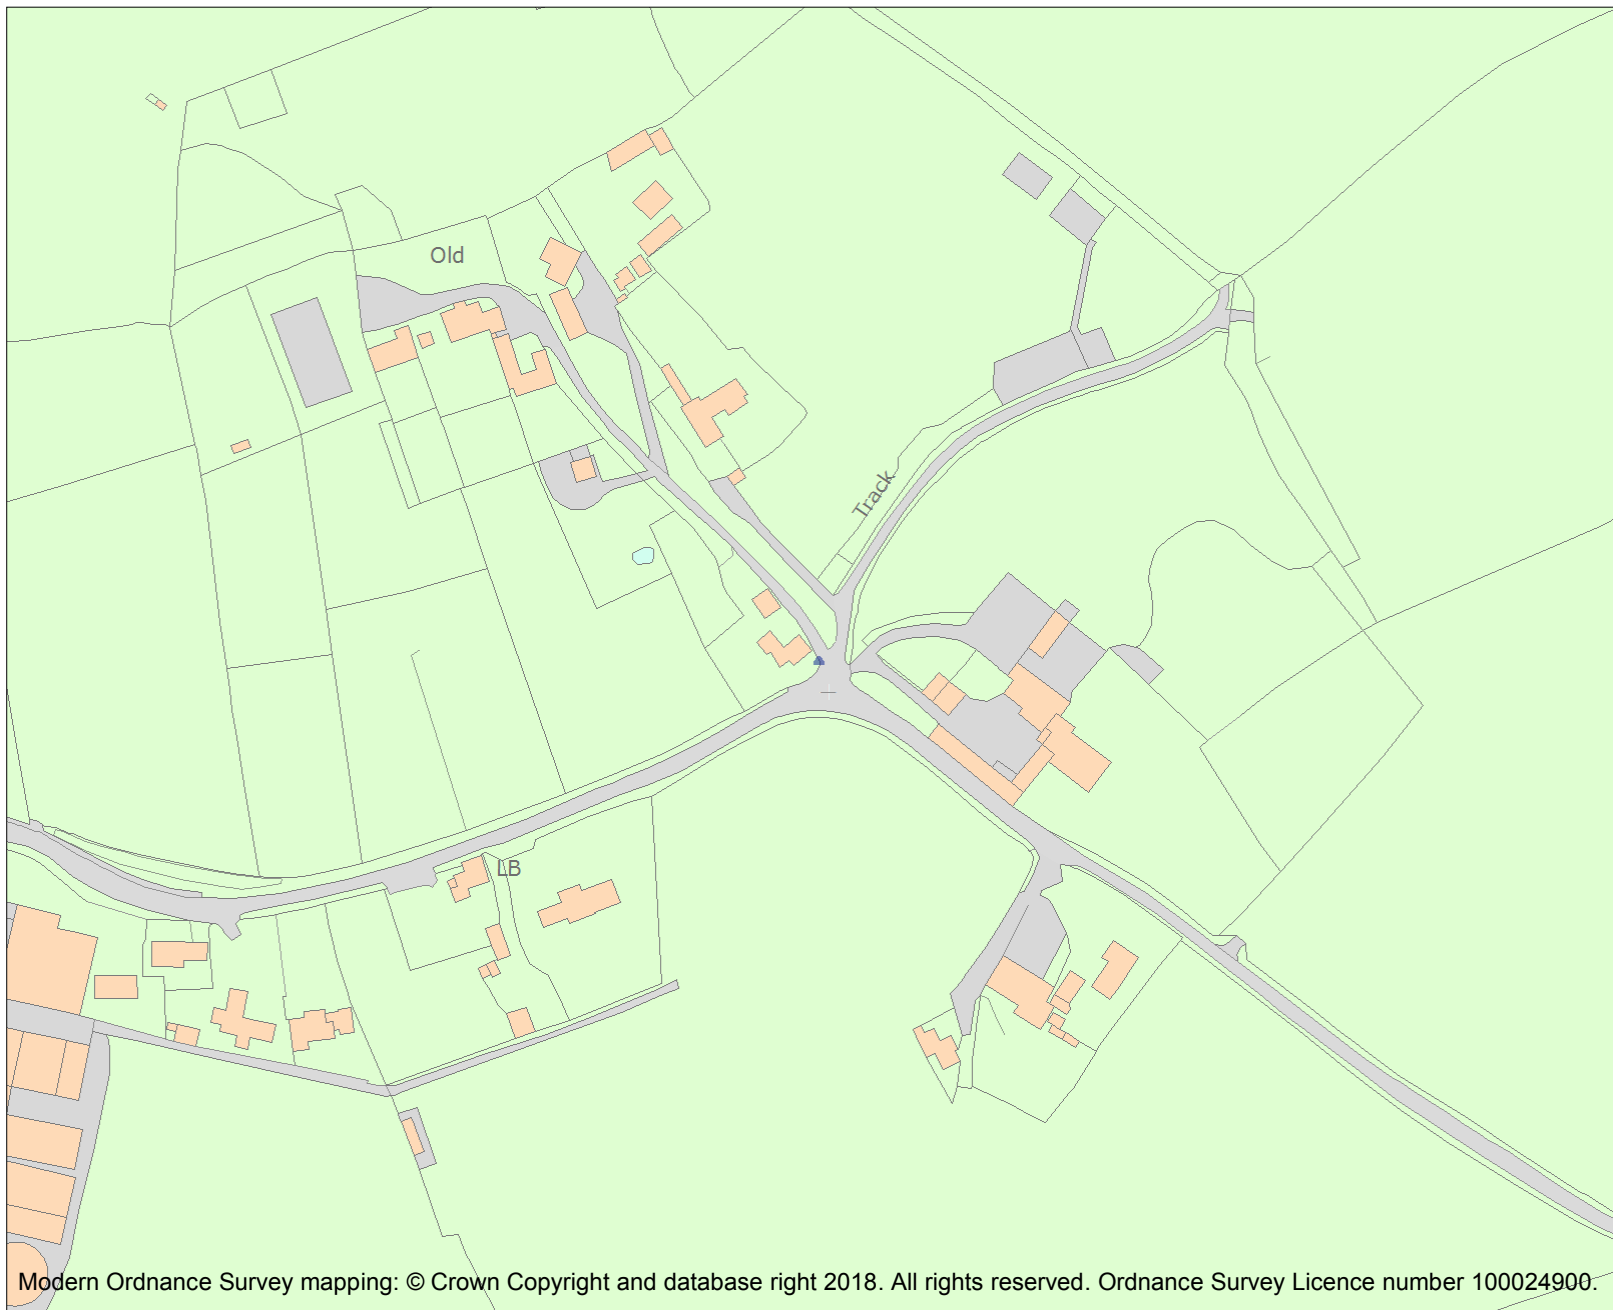 Old
Track
LB
Modern Ordnance Survey mapping: © Crown Copyright and database right 2018. All rights reserved. Ordnance Survey Licence number 100024900.